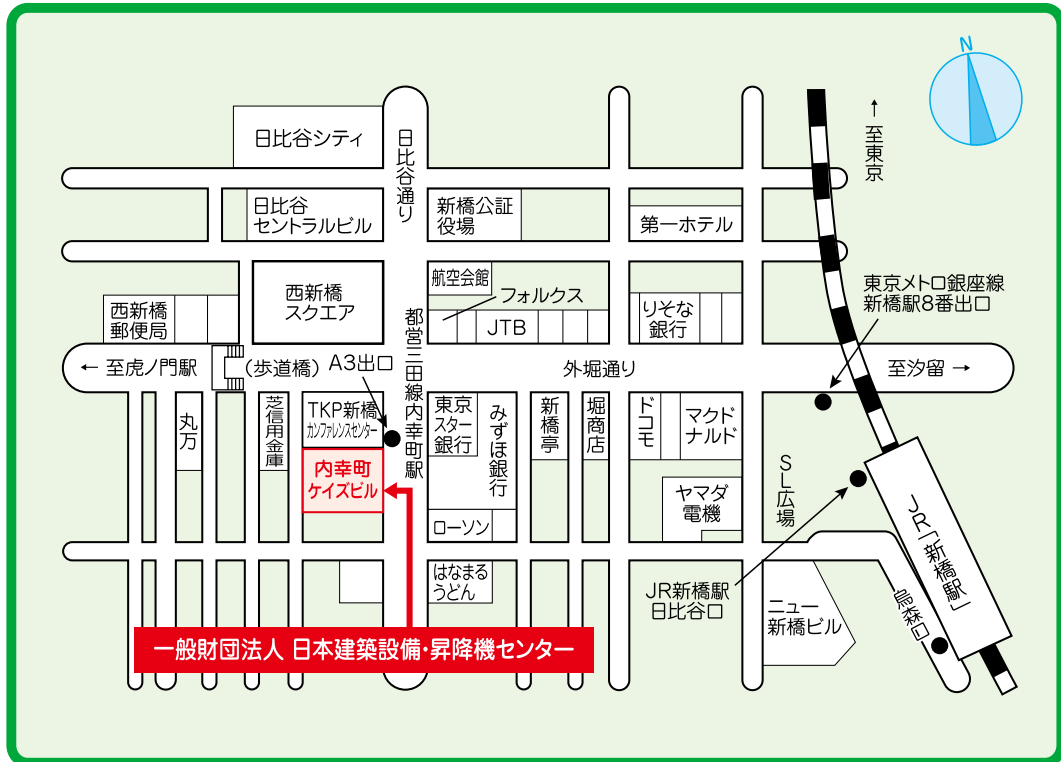 N
↑至東京
日比谷シティ
日比谷通り
日比谷
セントラルビル
新橋公証
役場
第一ホテル
航空会館
西新橋
スクエア
フォルクス
東京メトロ銀座線
新橋駅8番出口
西新橋
郵便局
都営三田線内幸町駅
JTB
りそな
銀行
←至虎ノ門駅
(歩道橋)
A3出口
外堀通り
至汐留→
丸万
芝信用金庫
TKP新橋
カンファレンスセンター
東京
スター
銀行
みずほ銀行
新橋亭
堀商店
ドコモ
マクド
ナルド
内幸町
ケイズビル
SL広場
ヤマダ
電機
JR「新橋駅」
ローソン
はなまる
うどん
JR新橋駅
日比谷口
ニュー
新橋ビル
烏森口
一般財団法人 日本建築設備・昇降機センター